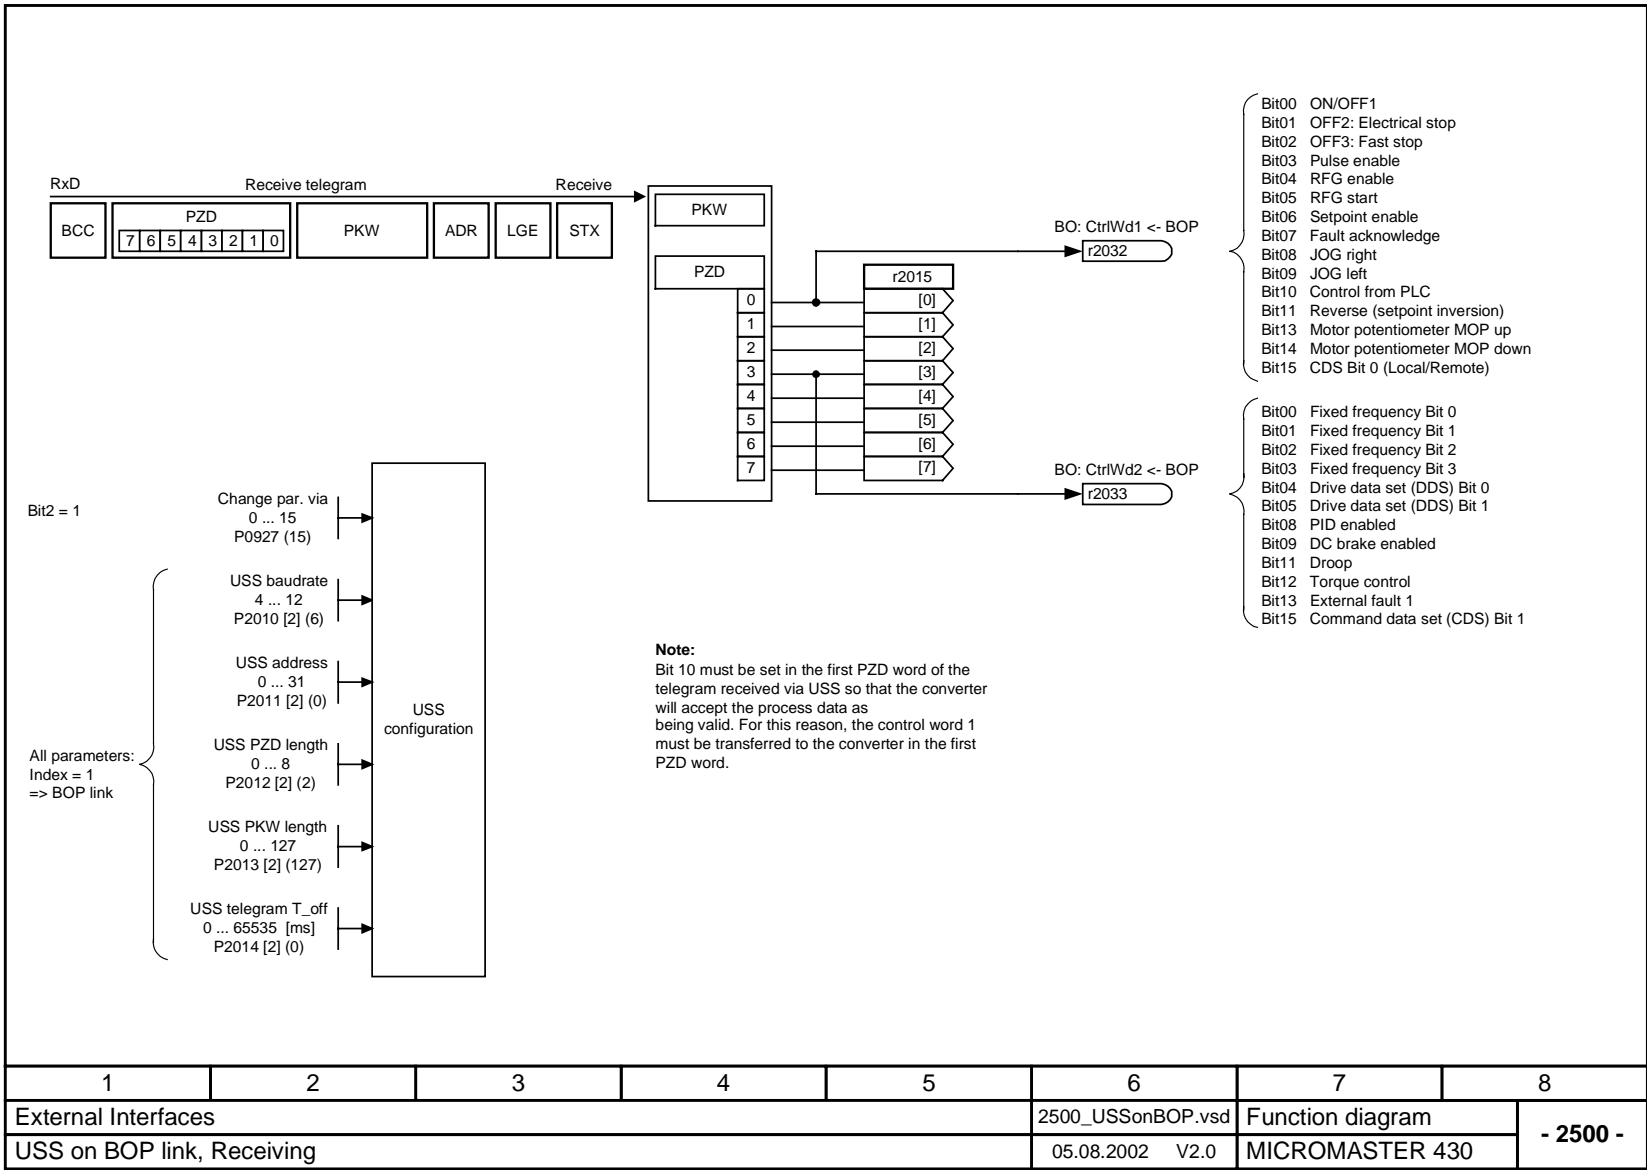 RxD Receive telegram Receive
BCC PZD PKW ADR LGE STX
7 6 5 4 3 2 1 0
PKW
PZD
0
1
2
3
4
5
6
7
r2015
[0]
[1]
[2]
[3]
[4]
[5]
[6]
[7]
BO: CtrlWd1 <- BOP
r2032
BO: CtrlWd2 <- BOP
r2033
Bit00 ON/OFF1
Bit01 OFF2: Electrical stop
Bit02 OFF3: Fast stop
Bit03 Pulse enable
Bit04 RFG enable
Bit05 RFG start
Bit06 Setpoint enable
Bit07 Fault acknowledge
Bit08 JOG right
Bit09 JOG left
Bit10 Control from PLC
Bit11 Reverse (setpoint inversion)
Bit13 Motor potentiometer MOP up
Bit14 Motor potentiometer MOP down
Bit15 CDS Bit 0 (Local/Remote)
Bit00 Fixed frequency Bit 0
Bit01 Fixed frequency Bit 1
Bit02 Fixed frequency Bit 2
Bit03 Fixed frequency Bit 3
Bit04 Drive data set (DDS) Bit 0
Bit05 Drive data set (DDS) Bit 1
Bit08 PID enabled
Bit09 DC brake enabled
Bit11 Droop
Bit12 Torque control
Bit13 External fault 1
Bit15 Command data set (CDS) Bit 1
Bit2 = 1
Change par. via
0 ... 15
P0927 (15)
USS baudrate
4 ... 12
P2010 [2] (6)
USS address
0 ... 31
P2011 [2] (0)
USS PZD length
0 ... 8
P2012 [2] (2)
USS PKW length
0 ... 127
P2013 [2] (127)
USS telegram T_off
0 ... 65535 [ms]
P2014 [2] (0)
All parameters:
Index = 1
=> BOP link
USS
configuration
Note:
Bit 10 must be set in the first PZD word of the
telegram received via USS so that the converter
will accept the process data as
being valid. For this reason, the control word 1
must be transferred to the converter in the first
PZD word.
1 2 3 4 5 6 7 8
External Interfaces 2500_USSonBOP.vsd Function diagram
- 2500 -
USS on BOP link, Receiving 05.08.2002 V2.0 MICROMASTER 430